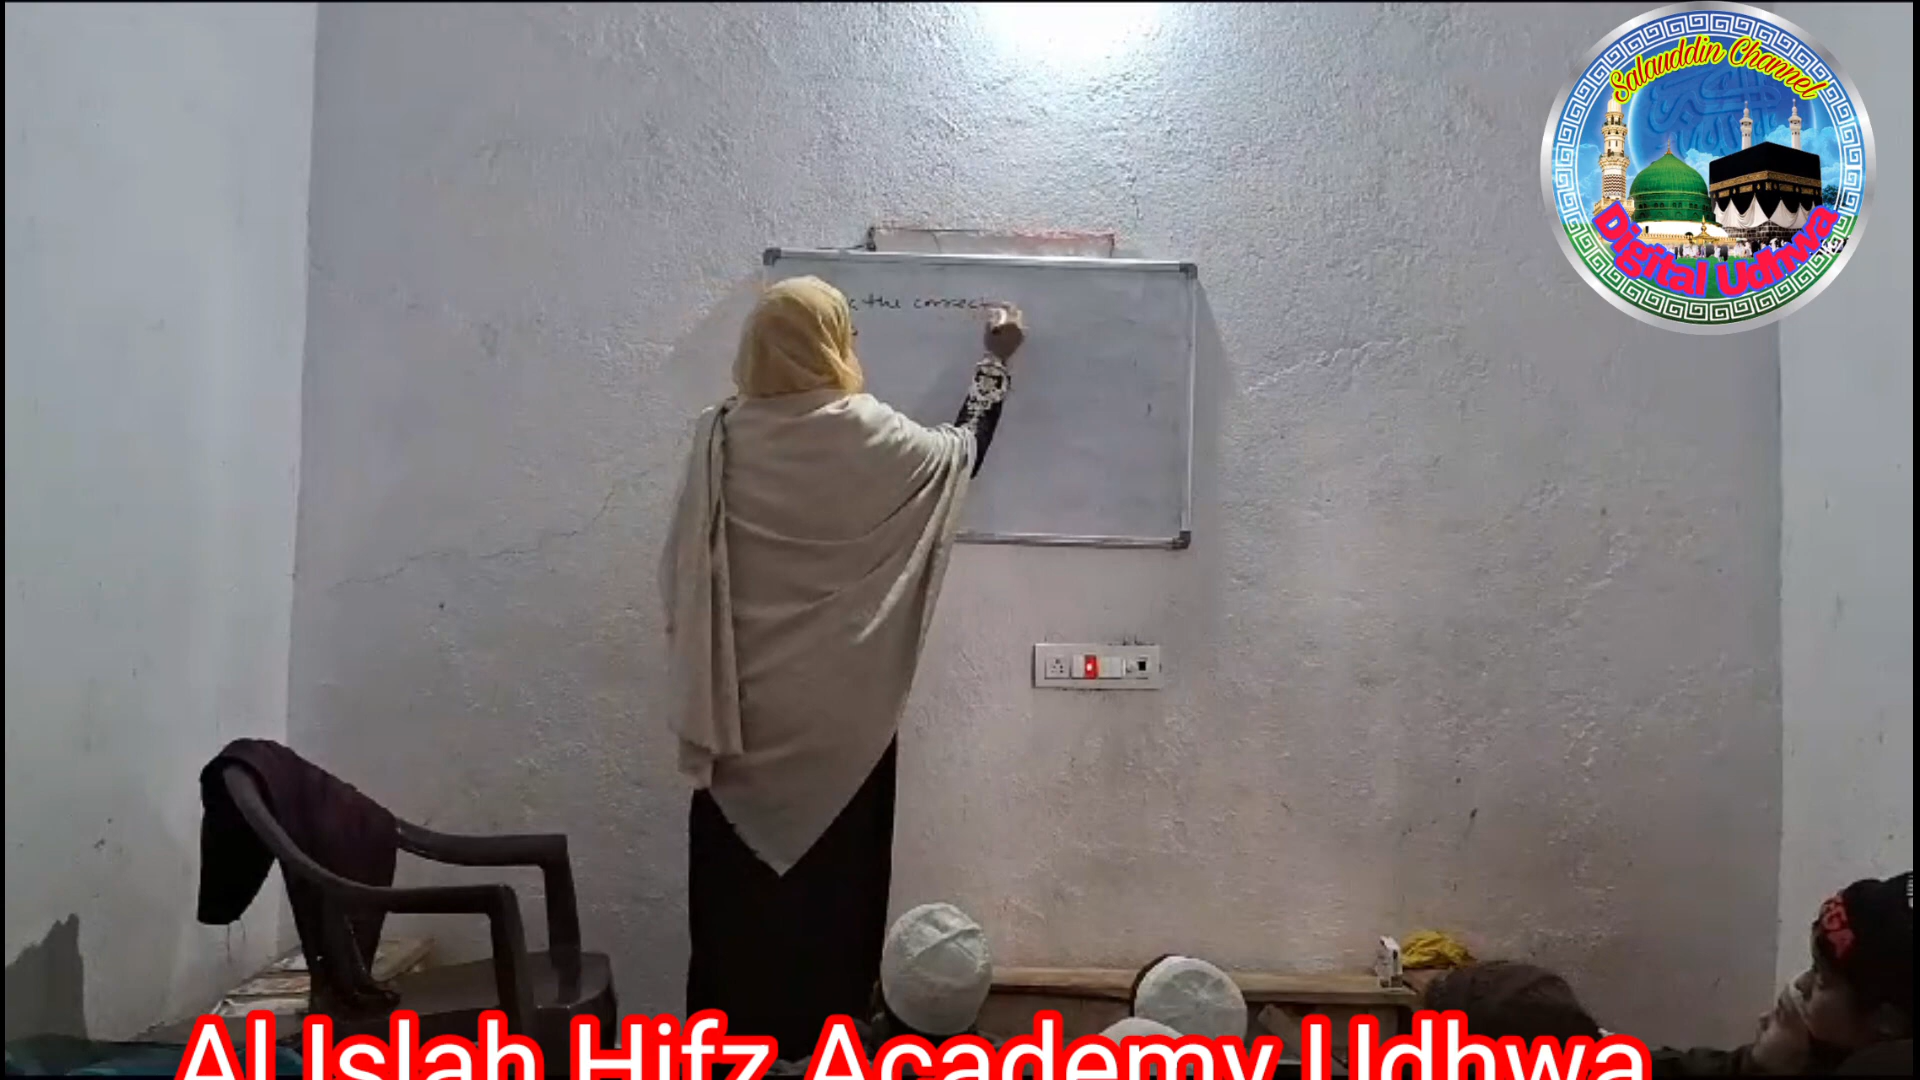 Salauddin Channel
Digital Udhwa
the correct
Al Islah Hifz Academy Udhwa